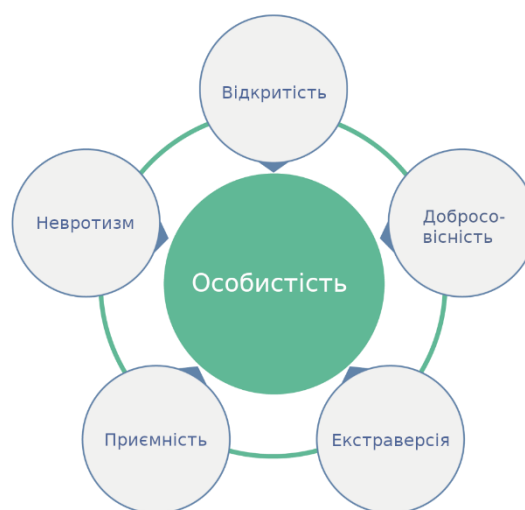 Відкритість
Добросо-
вісність
Екстраверсія
Приємність
Невротизм
Особистість